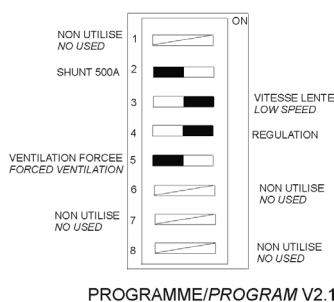 ON
NON UTILISE
NO USED
1
SHUNT 500A
2
3
VITESSE LENTE
LOW SPEED
4
REGULATION
VENTILATION FORCEE
FORCED VENTILATION
5
6
NON UTILISE
NO USED
NON UTILISE
NO USED
7
8
NON UTILISE
NO USED
PROGRAMME/PROGRAM V2.1